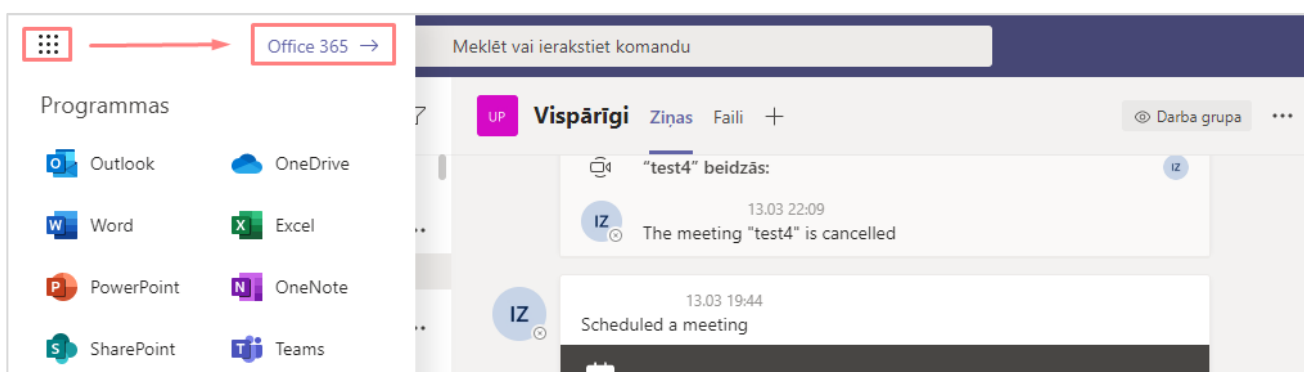 Office 365 →
Meklēt vai ierakstiet komandu
Programmas
Outlook
OneDrive
Word
Excel
PowerPoint
OneNote
SharePoint
Teams
UP
Vispārīgi
Ziņas
Faili
Darba grupa
"test4" beidzās:
IZ
13.03 22:09
IZ
The meeting "test4" is cancelled
13.03 19:44
IZ
Scheduled a meeting